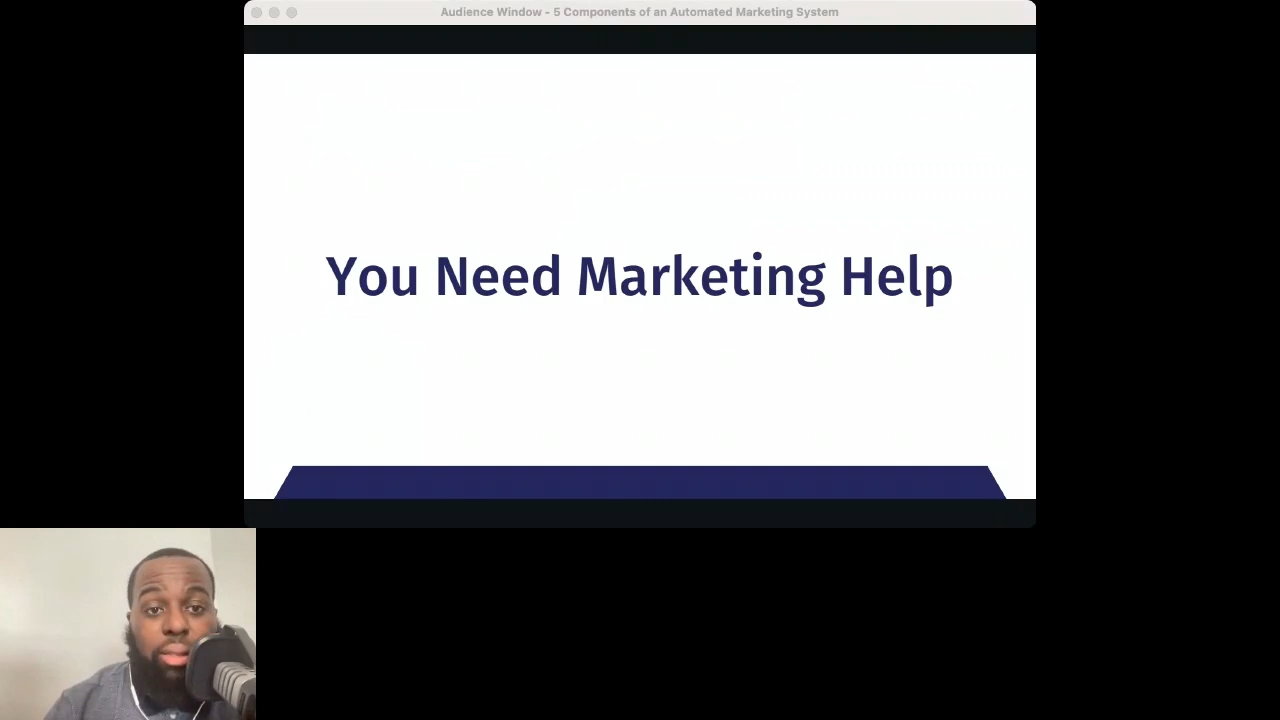 Audience Window - 5 Components of an Automated Marketing System
You Need Marketing Help